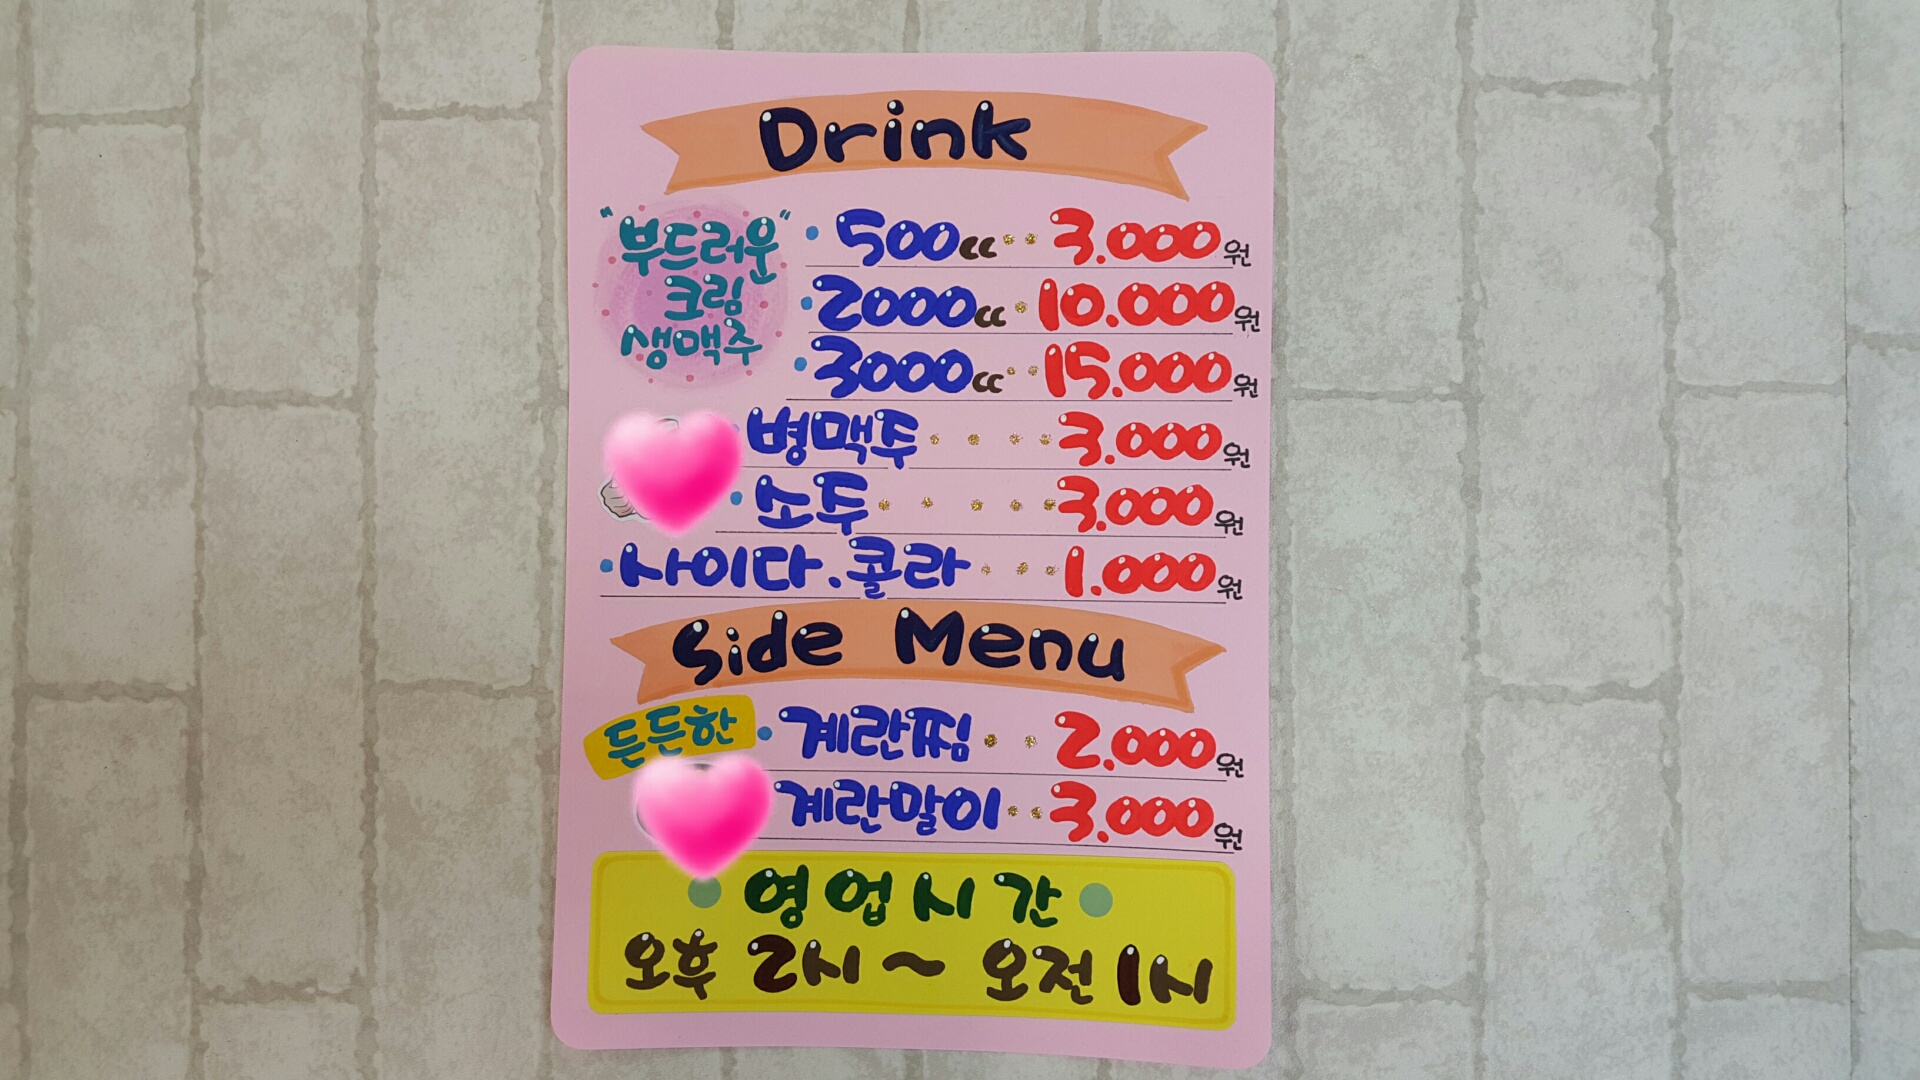 Drink
"부드러운 크림 생맥주"
500cc 3.000원
2000cc 10.000원
3000cc 15.000원
병맥주 3.000원
소주 3.000원
사이다.콜라 1.000원
Side Menu
든든한 계란찜 2.000원
계란말이 3.000원
영업시간
오후 2시 ~ 오전 1시